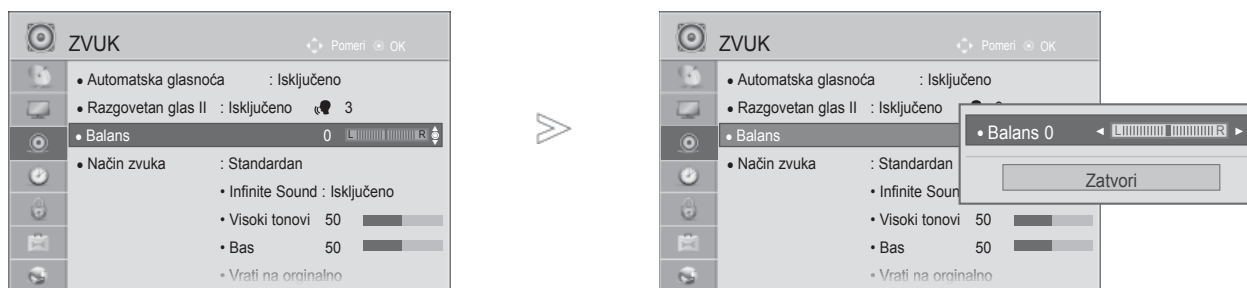 ZVUK
Pomeri OK
• Automatska glasnoća : Isključeno
• Razgovetan glas II : Isključeno 3
• Balans 0 L R
• Način zvuka : Standardan
• Infinite Sound : Isključeno
• Visoki tonovi 50
• Bas 50
• Vrati na orginalno
ZVUK
Pomeri OK
• Automatska glasnoća : Isključeno
• Razgovetan glas II : Isključeno
• Balans
• Način zvuka : Standardan
• Infinite Soun
• Visoki tonovi 50
• Bas 50
• Vrati na orginalno
• Balans 0 ◄ L R ►
Zatvori